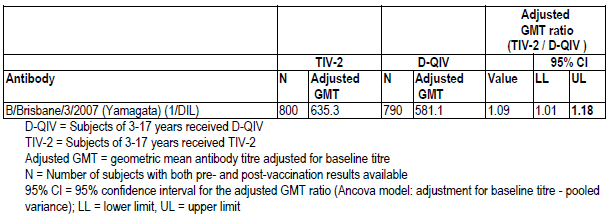 Adjusted
GMT ratio
(TIV-2 / D-QIV )
TIV-2 D-QIV 95% CI
Antibody N Adjusted GMT N Adjusted GMT Value LL UL
B/Brisbane/3/2007 (Yamagata) (1/DIL) 800 635.3 790 581.1 1.09 1.01 1.18
D-QIV = Subjects of 3-17 years received D-QIV
TIV-2 = Subjects of 3-17 years received TIV-2
Adjusted GMT = geometric mean antibody titre adjusted for baseline titre
N = Number of subjects with both pre- and post-vaccination results available
95% CI = 95% confidence interval for the adjusted GMT ratio (Ancova model: adjustment for baseline titre - pooled
variance); LL = lower limit, UL = upper limit